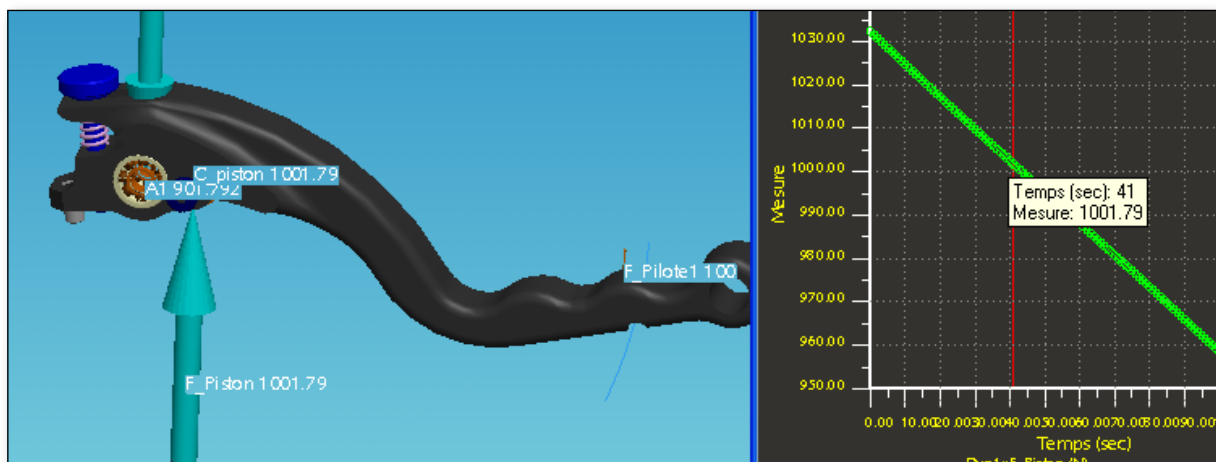 C_piston 1001.79
A1 901.792
F_Pilote1 100
F_Piston 1001.79
Mesure
1030.00
1020.00
1010.00
1000.00
990.00
980.00
970.00
960.00
950.00
Temps (sec): 41
Mesure: 1001.79
0.00 10.00
Temps (sec)